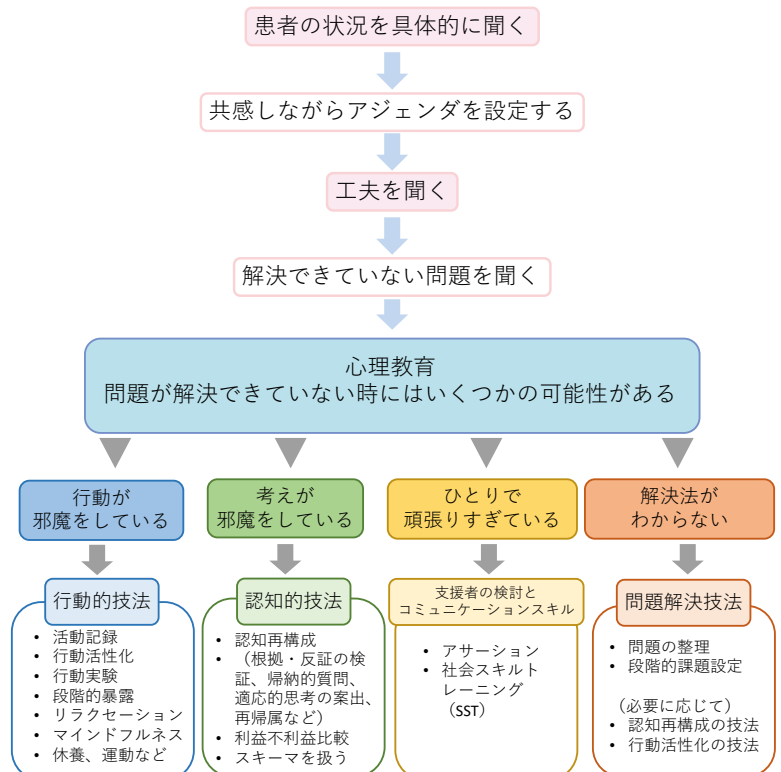 患者の状況を具体的に聞く
共感しながらアジェンダを設定する
工夫を聞く
解決できていない問題を聞く
心理教育
問題が解決できていない時にはいくつかの可能性がある
行動が
邪魔をしている
考えが
邪魔をしている
ひとりで
頑張りすぎている
解決法が
わからない
行動的技法
• 活動記録
• 行動活性化
• 行動実験
• 段階的暴露
• リラクセーション
• マインドフルネス
• 休養、運動など
認知的技法
• 認知再構成
• （根拠・反証の検
証、帰納的質問、
適応的思考の案出、
再帰属など）
• 利益不利益比較
• スキーマを扱う
支援者の検討と
コミュニケーションスキル
• アサーション
• 社会スキルト
レーニング
（SST）
問題解決技法
• 問題の整理
• 段階的課題設定
（必要に応じて）
• 認知再構成の技法
• 行動活性化の技法